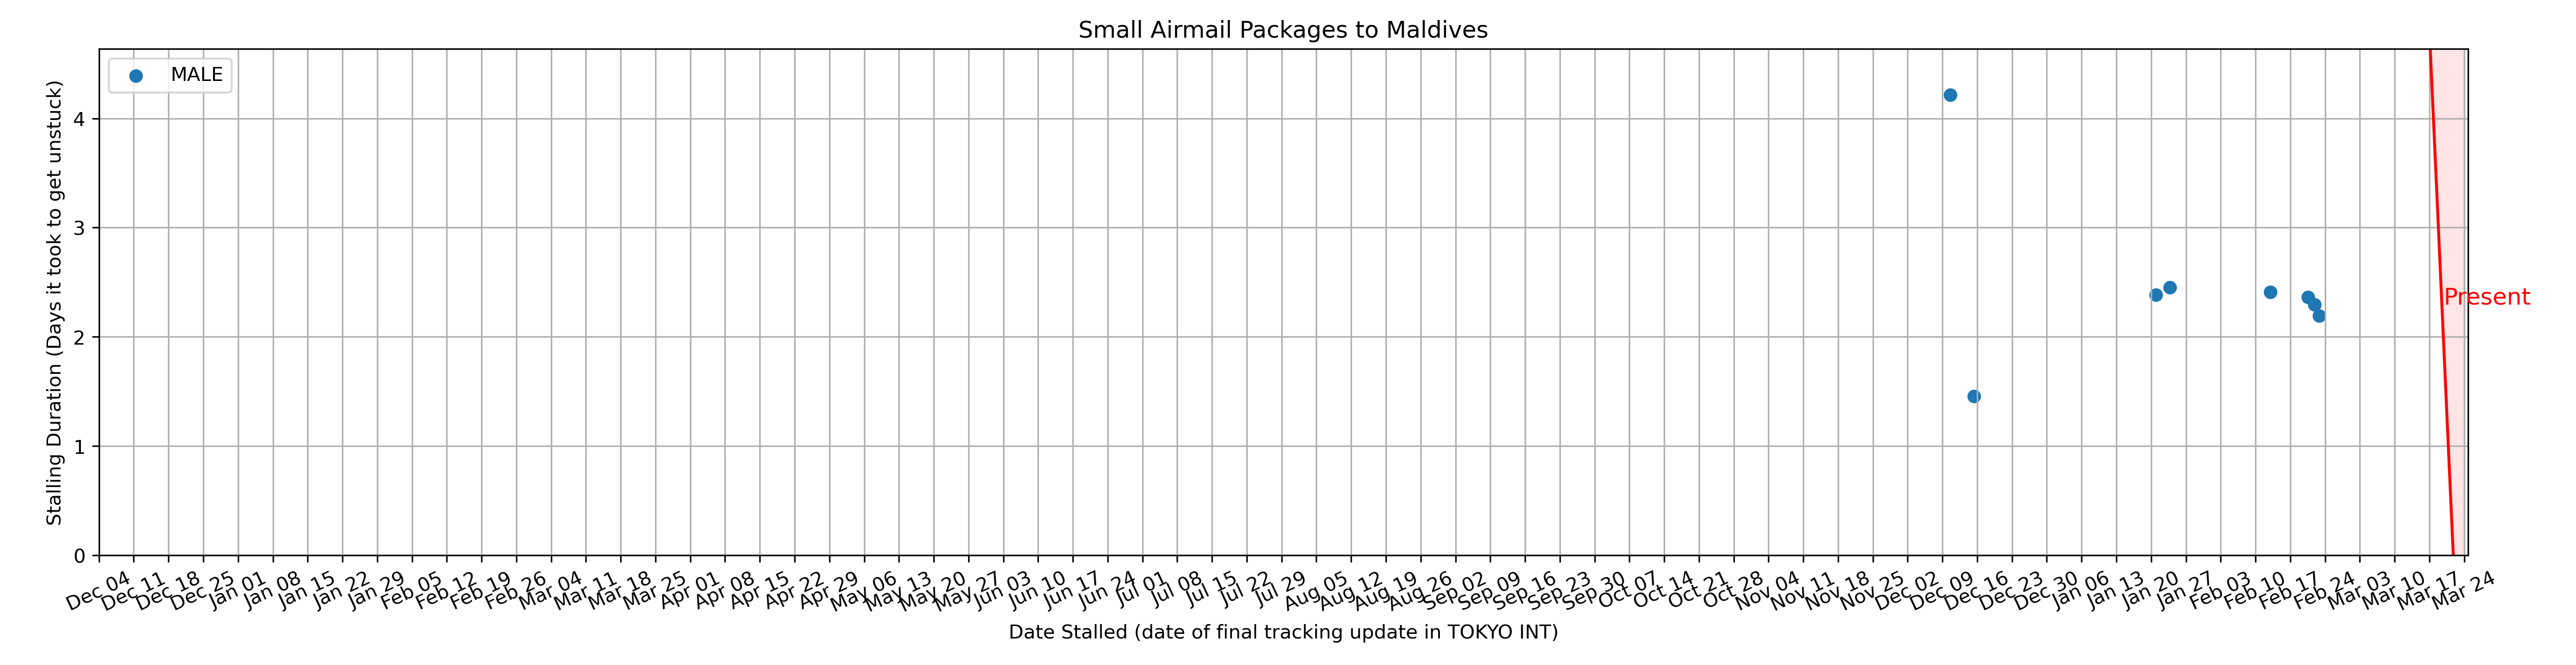 Small Airmail Packages to Maldives
MALE
Stalling Duration (Days it took to get unstuck)
4
3
2
1
0
Present
Dec 04 Dec 11 Dec 18 Dec 25 Jan 01 Jan 08 Jan 15 Jan 22 Jan 29 Feb 05 Feb 12 Feb 19 Feb 26 Mar 04 Mar 11 Mar 18 Mar 25 Apr 01 Apr 08 Apr 15 Apr 22 Apr 29 May 06 May 13 May 20 May 27 Jun 03 Jun 10 Jun 17 Jun 24 Jul 01 Jul 08 Jul 15 Jul 22 Jul 29 Aug 05 Aug 12 Aug 19 Aug 26 Sep 02 Sep 09 Sep 16 Sep 23 Sep 30 Oct 07 Oct 14 Oct 21 Oct 28 Nov 04 Nov 11 Nov 18 Nov 25 Dec 02 Dec 09 Dec 16 Dec 23 Dec 30 Jan 06 Jan 13 Jan 20 Jan 27 Feb 03 Feb 10 Feb 17 Feb 24 Mar 03 Mar 10 Mar 17 Mar 24
Date Stalled (date of final tracking update in TOKYO INT)